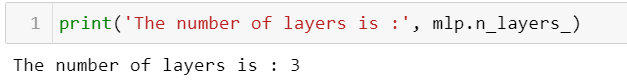 1 print('The number of layers is :', mlp.n_layers_)
The number of layers is : 3